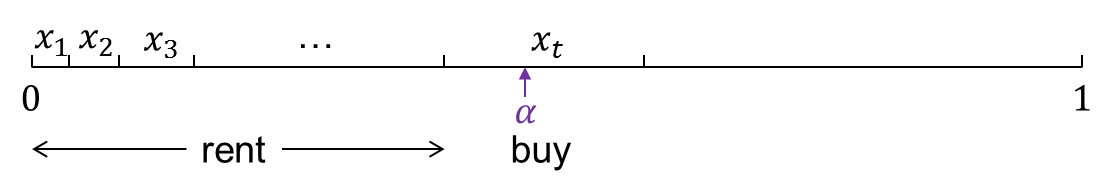 x₁ x₂ x₃ … xₜ
0 α 1
rent buy